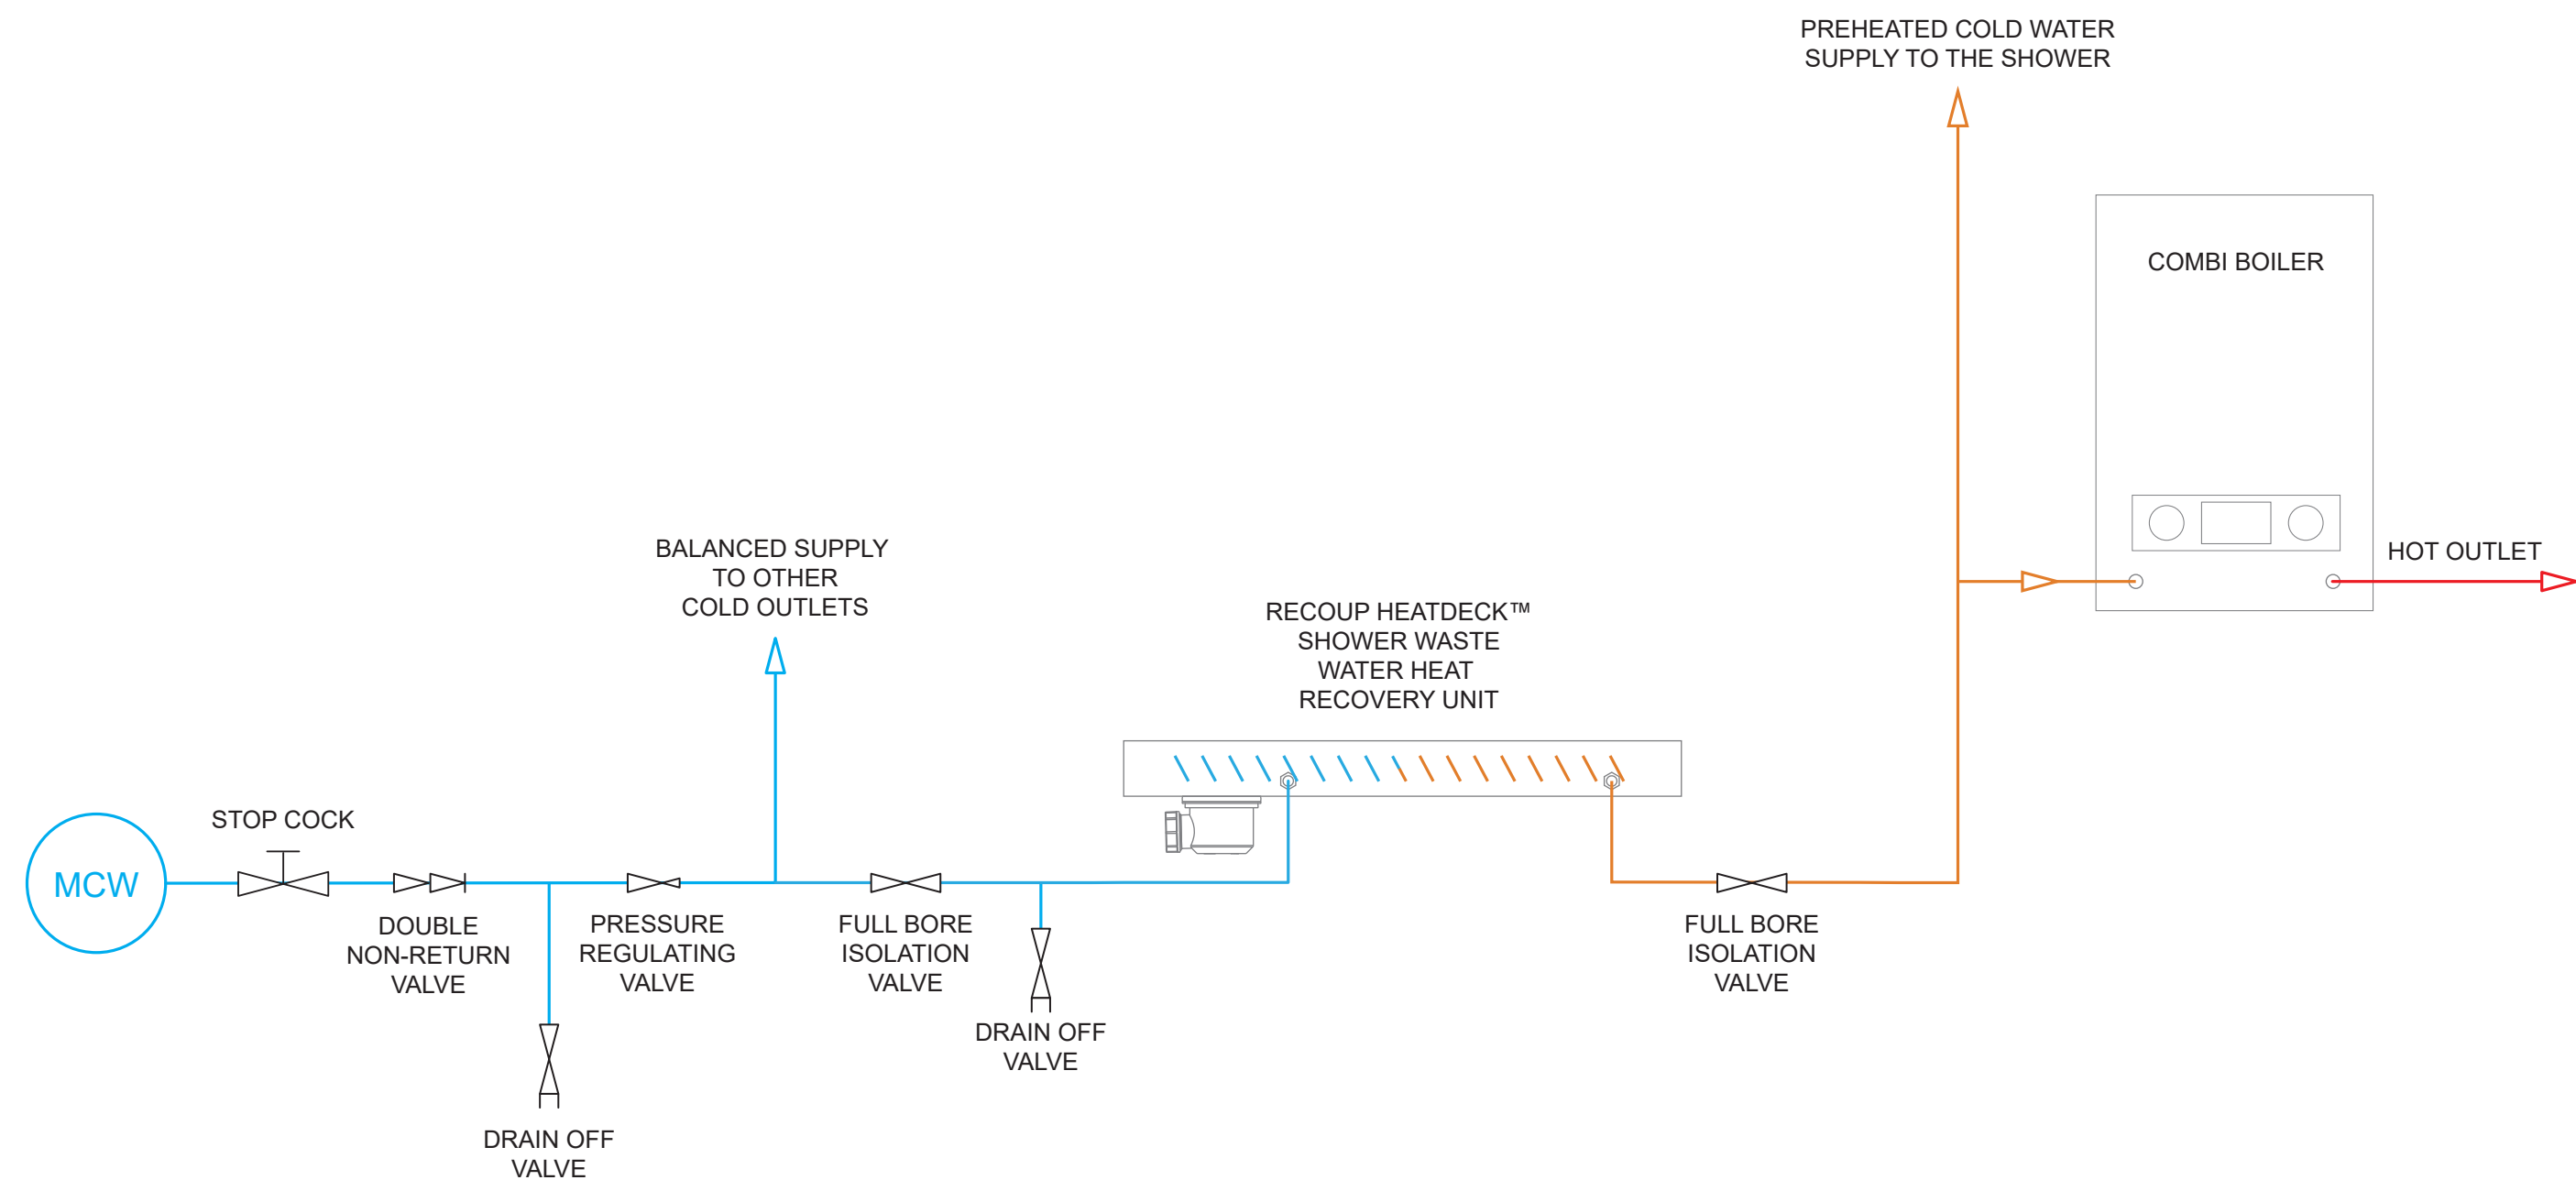 PREHEATED COLD WATER
SUPPLY TO THE SHOWER
COMBI BOILER
HOT OUTLET
BALANCED SUPPLY
TO OTHER
COLD OUTLETS
RECOUP HEATDECK™
SHOWER WASTE
WATER HEAT
RECOVERY UNIT
STOP COCK
MCW
DOUBLE
NON-RETURN
VALVE
PRESSURE
REGULATING
VALVE
FULL BORE
ISOLATION
VALVE
FULL BORE
ISOLATION
VALVE
DRAIN OFF
VALVE
DRAIN OFF
VALVE